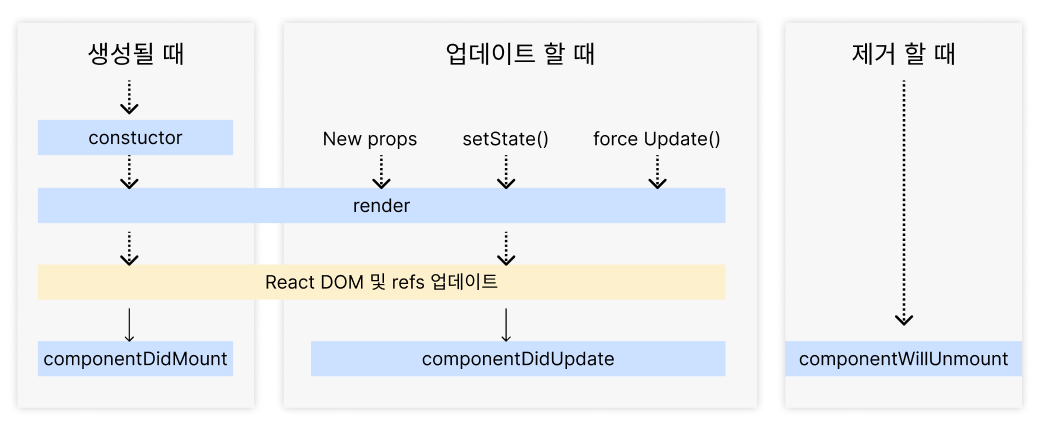 생성될 때
업데이트 할 때
제거 할 때
constuctor
New props
setState()
force Update()
render
React DOM 및 refs 업데이트
componentDidMount
componentDidUpdate
componentWillUnmount